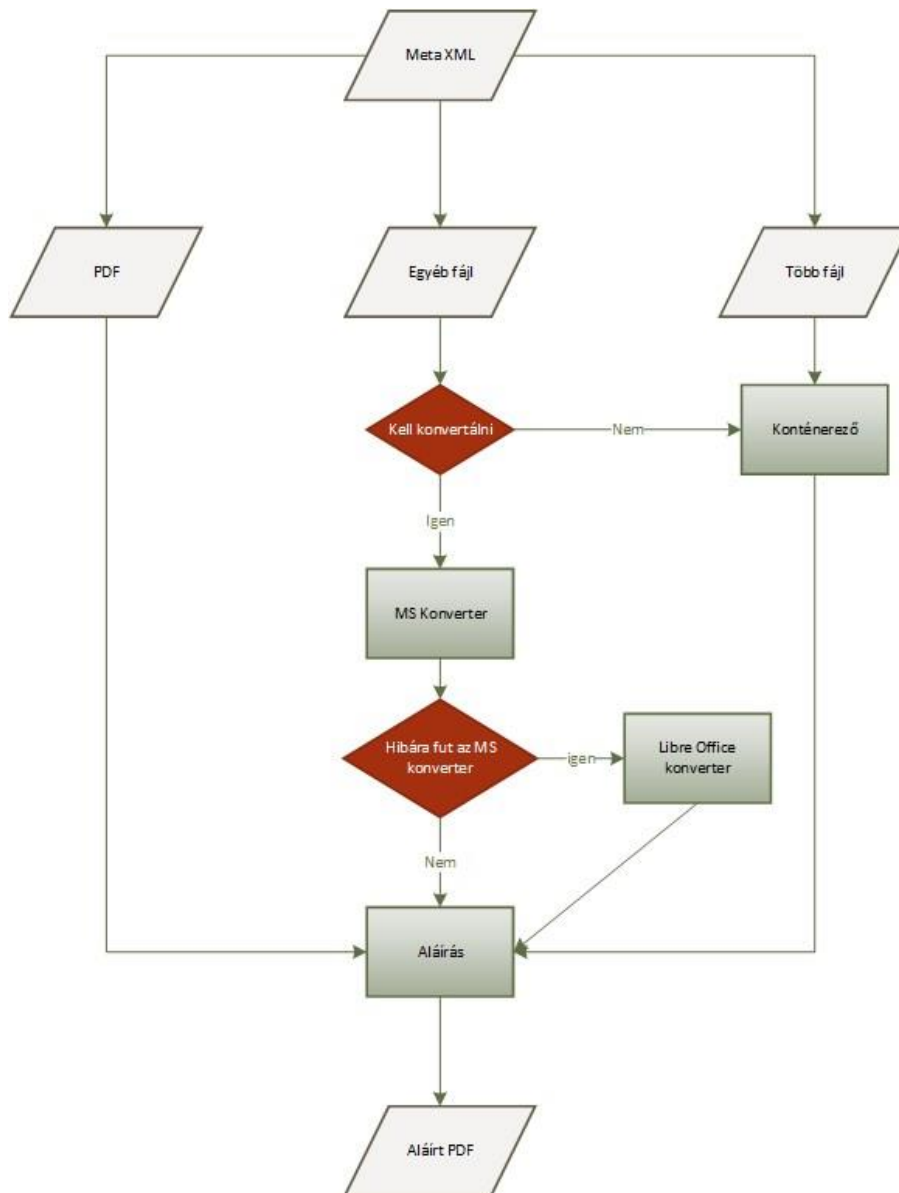 Meta XML
PDF
Egyéb fájl
Több fájl
Kell konvertálni
Nem
Konténerező
Igen
MS Konverter
Hibára fut az MS
konverter
igen
Libre Office
konverter
Nem
Aláírás
Aláírt PDF